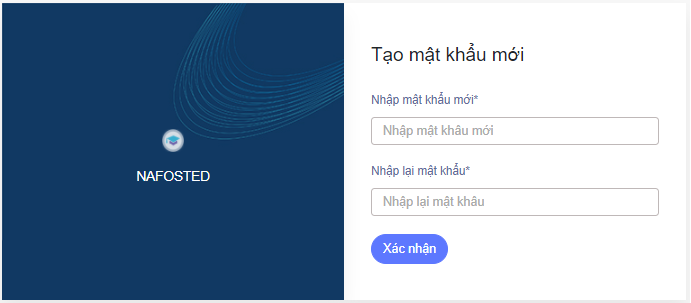 NAFOSTED
Tạo mật khẩu mới
Nhập mật khẩu mới*
Nhập mật khẩu mới
Nhập lại mật khẩu*
Nhập lại mật khẩu
Xác nhận